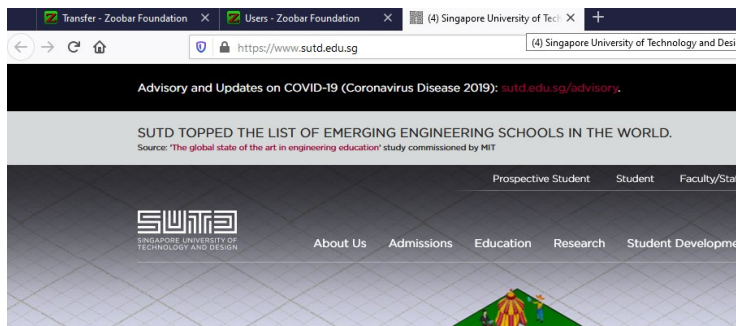 Transfer - Zoobar Foundation
Users - Zoobar Foundation
(4) Singapore University of Tech
https://www.sutd.edu.sg
(4) Singapore University of Technology and Desi
Advisory and Updates on COVID-19 (Coronavirus Disease 2019): sutd.edu.sg/advisory.
SUTD TOPPED THE LIST OF EMERGING ENGINEERING SCHOOLS IN THE WORLD.
Source: 'The global state of the art in engineering education' study commissioned by MIT
Prospective Student Student Faculty/Sta
SUTD
SINGAPORE UNIVERSITY OF
TECHNOLOGY AND DESIGN
About Us Admissions Education Research Student Developme